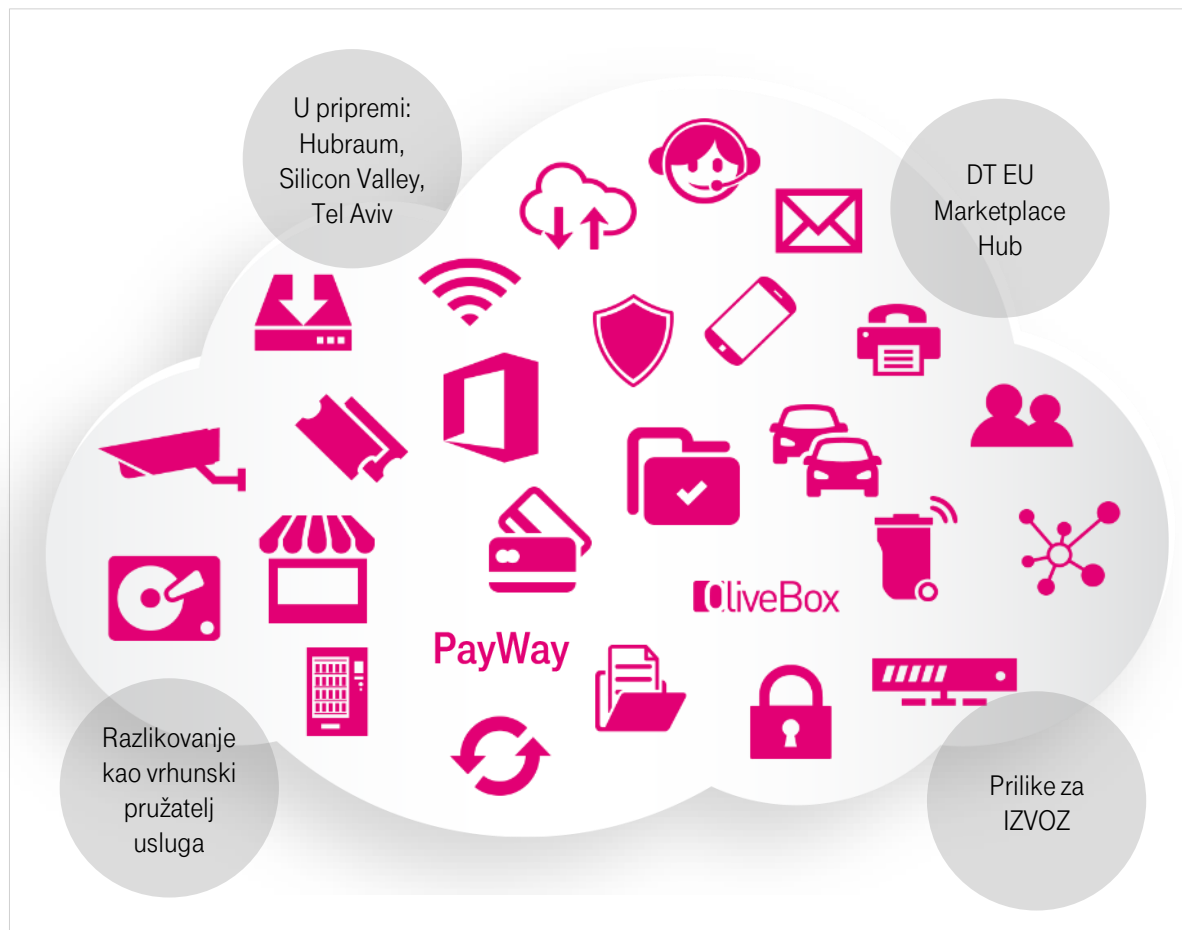 U pripremi:
Hubraum,
Silicon Valley,
Tel Aviv
DT EU
Marketplace
Hub
OliveBox
PayWay
Razlikovanje
kao vrhunski
pružatelj
usluga
Prilike za
IZVOZ